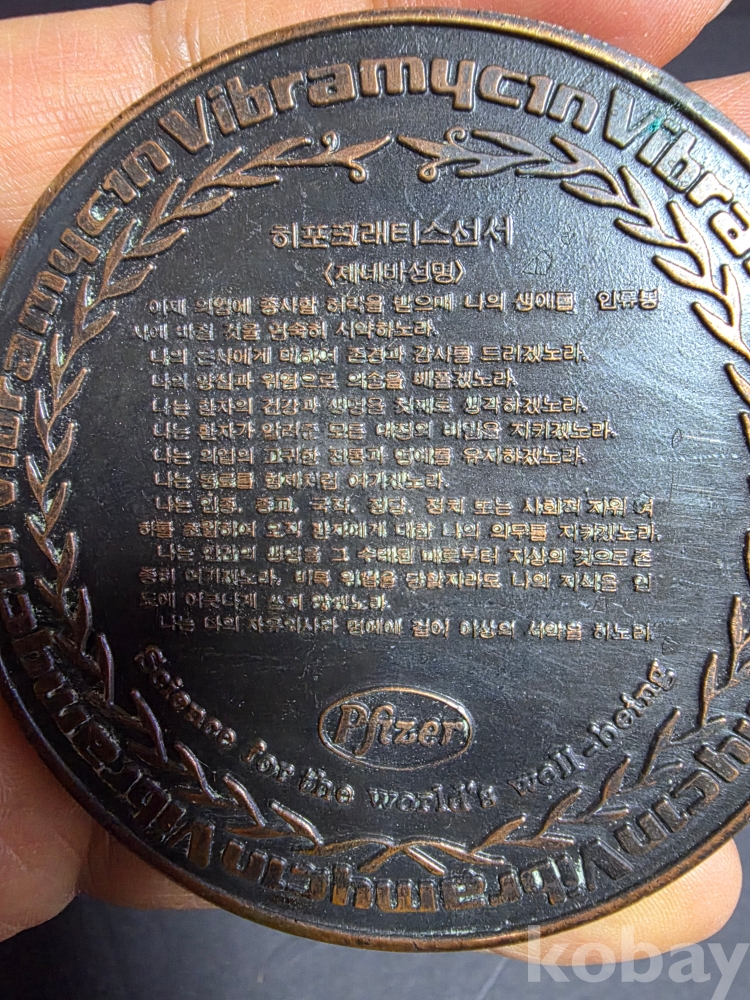 Vibramycin Vibramycin Vibramycin Vibramycin Vibramycin
히포크라테스선서
〈제네바선명〉
이제 의업에 종사할 허락을 받으매 나의 생애를 인류봉
사에 바칠 것을 엄숙히 서약하노라.
나의 은사에게 대하여 존경과 감사를 드리겠노라.
나의 양심과 위엄으로 의술을 베풀겠노라.
나는 환자의 건강과 생명을 첫째로 생각하겠노라.
나는 환자가 알려준 모든 내정의 비밀을 지키겠노라.
나는 의업의 고귀한 전통과 명예를 유지하겠노라.
나는 동료를 형제처럼 여기겠노라.
나는 인종, 종교, 국적, 정당, 정치 또는 사회적 지위 여
하를 초월하여 오직 환자에게 대한 나의 의무를 지키겠노라.
나는 인간의 생명을 그 수태된 때로부터 지상의 것으로 존
중히 여기겠노라. 비록 위협을 당할지라도 나의 지식을 인
도에 어긋나게 쓰지 않겠노라.
나는 나의 자유의사로 명예에 걸어 이상의 서약을 하노라.
Pfizer
Science for the world's well-being
kobay